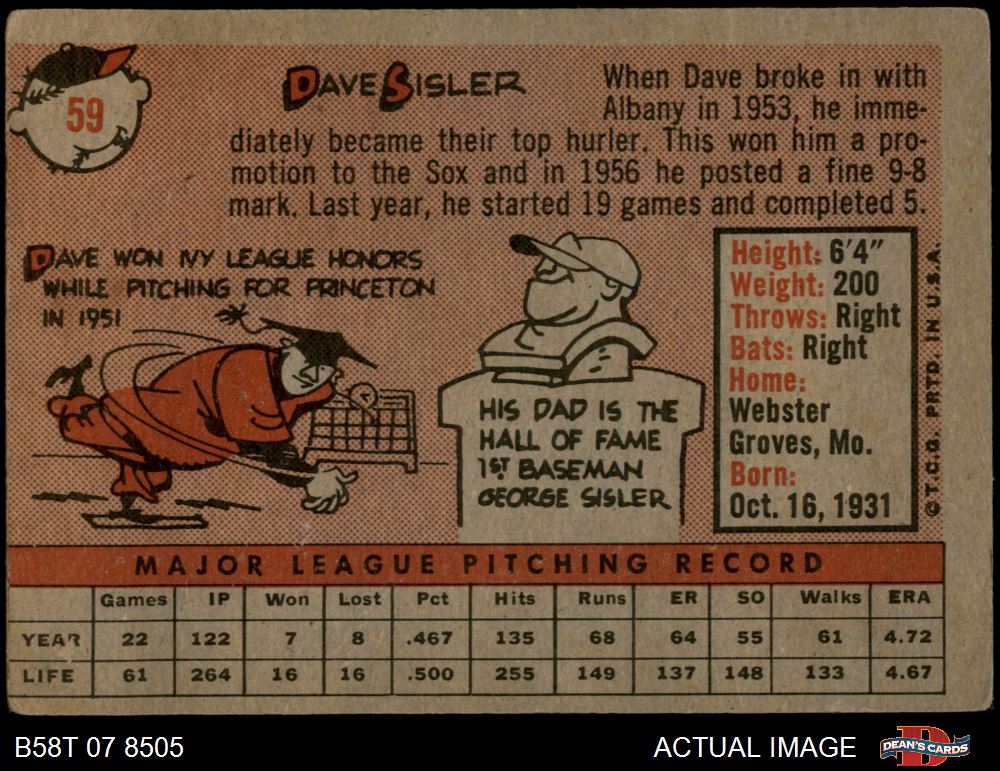 59
DAVE SISLER
When Dave broke in with
Albany in 1953, he imme-
diately became their top hurler. This won him a pro-
motion to the Sox and in 1956 he posted a fine 9-8
mark. Last year, he started 19 games and completed 5.
DAVE WON IVY LEAGUE HONORS
WHILE PITCHING FOR PRINCETON
IN 1951
HIS DAD IS THE
HALL OF FAME
1ST BASEMAN
GEORGE SISLER
Height: 6'4"
Weight: 200
Throws: Right
Bats: Right
Home:
Webster
Groves, Mo.
Born:
Oct. 16, 1931
© T.C.G. PRTD. IN U.S.A.
MAJOR LEAGUE PITCHING RECORD
Games IP Won Lost Pct Hits Runs ER SO Walks ERA
YEAR 22 122 7 8 .467 135 68 64 55 61 4.72
LIFE 61 264 16 16 .500 255 149 137 148 133 4.67
B58T 07 8505
ACTUAL IMAGE
DEAN'S CARDS